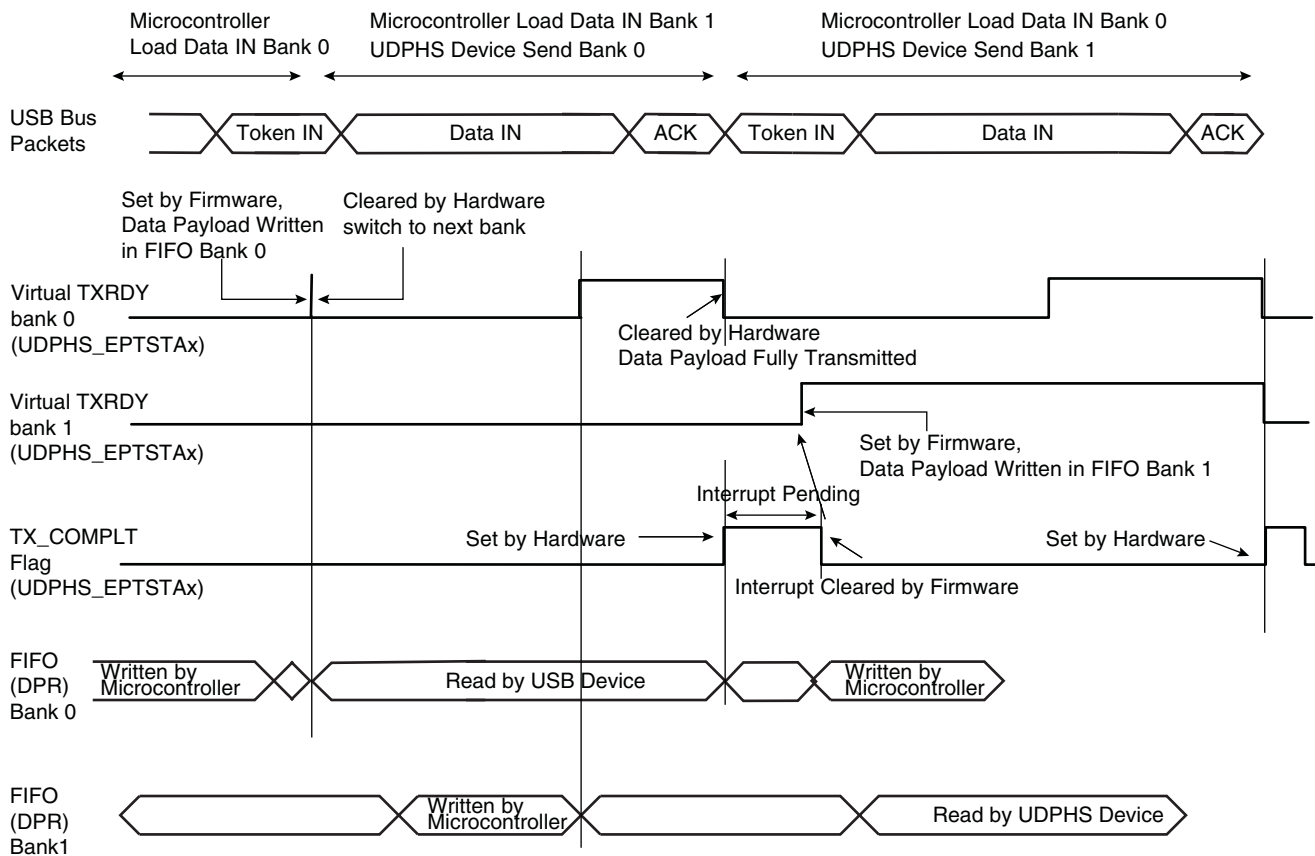 Microcontroller
Load Data IN Bank 0
Microcontroller Load Data IN Bank 1
UDPHS Device Send Bank 0
Microcontroller Load Data IN Bank 0
UDPHS Device Send Bank 1
USB Bus
Packets
Token IN
Data IN
ACK
Token IN
Data IN
ACK
Set by Firmware,
Data Payload Written
in FIFO Bank 0
Cleared by Hardware
switch to next bank
Virtual TXRDY
bank 0
(UDPHS_EPTSTAx)
Cleared by Hardware
Data Payload Fully Transmitted
Virtual TXRDY
bank 1
(UDPHS_EPTSTAx)
Set by Firmware,
Data Payload Written in FIFO Bank 1
Interrupt Pending
TX_COMPLT
Flag
(UDPHS_EPTSTAx)
Set by Hardware
Set by Hardware
Interrupt Cleared by Firmware
FIFO
(DPR)
Bank 0
Written by
Microcontroller
Read by USB Device
Written by
Microcontroller
FIFO
(DPR)
Bank1
Written by
Microcontroller
Read by UDPHS Device